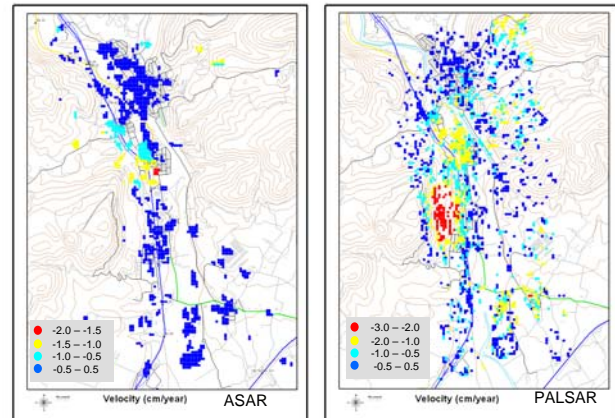 -2.0 – -1.5
-1.5 – -1.0
-1.0 – -0.5
-0.5 – 0.5
Velocity (cm/year)
ASAR
-3.0 – -2.0
-2.0 – -1.0
-1.0 – -0.5
-0.5 – 0.5
Velocity (cm/year)
PALSAR